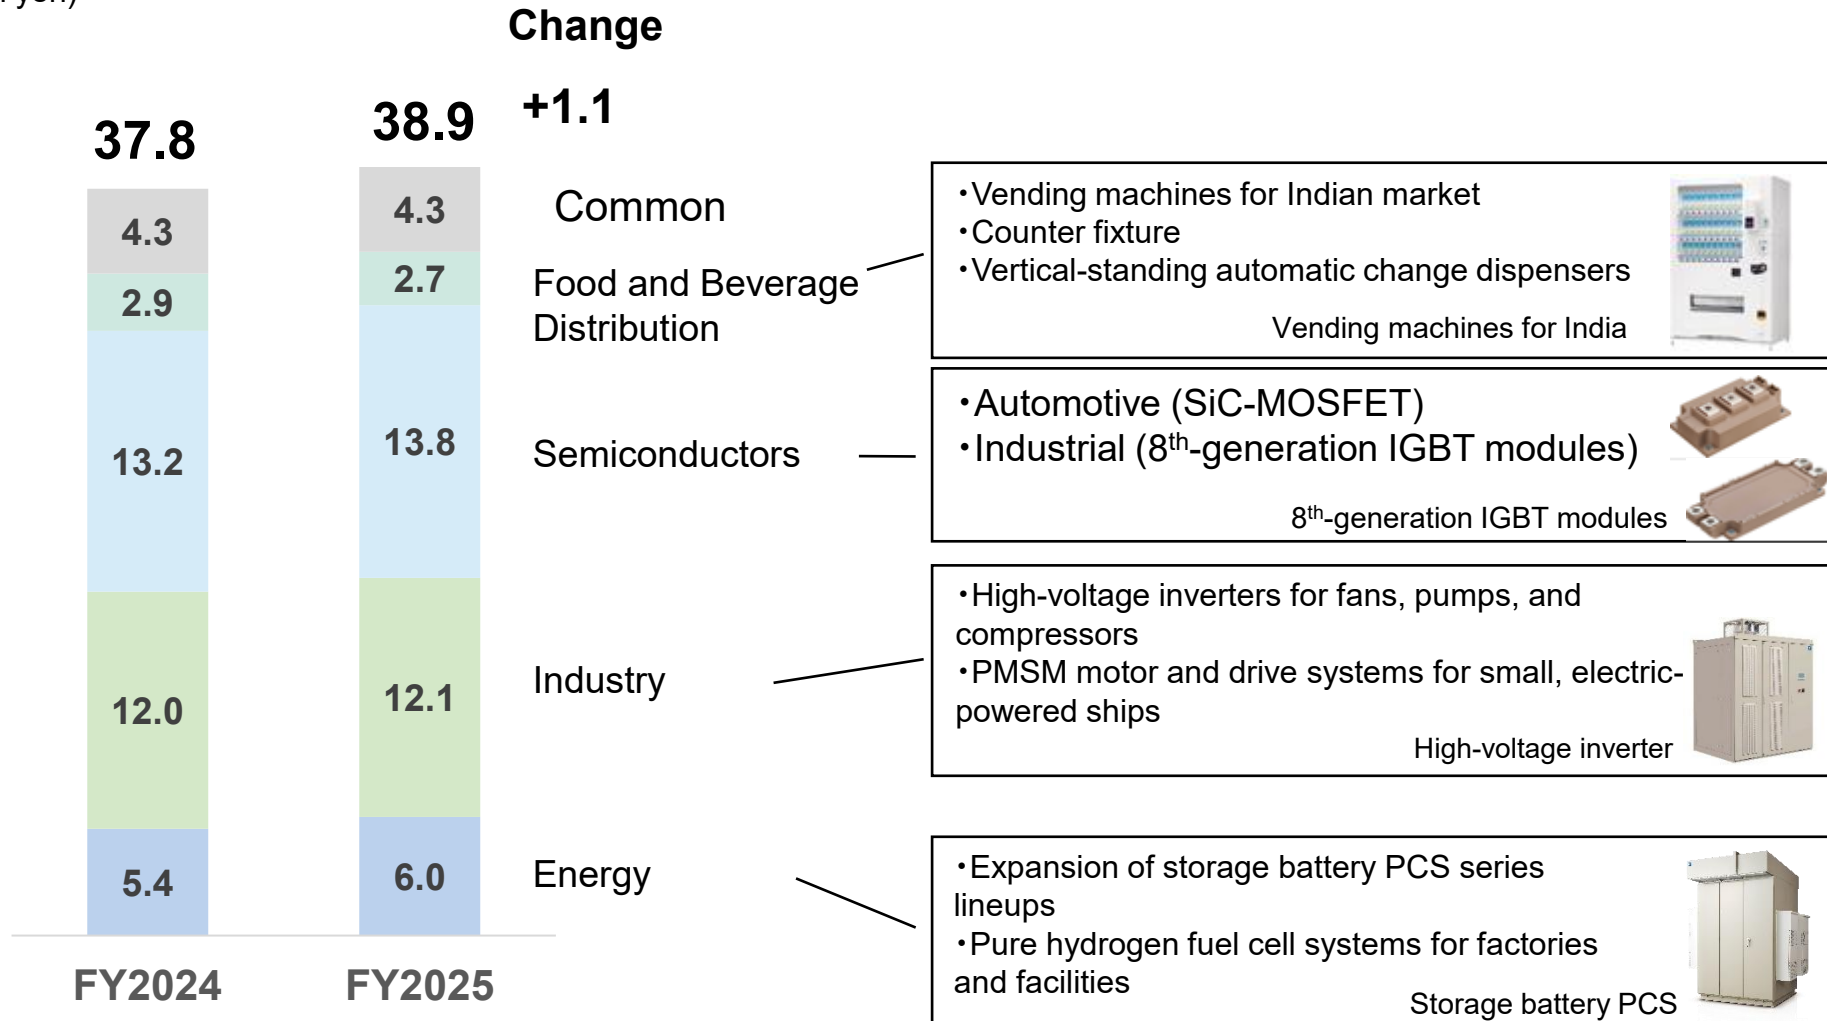 yen)
Change
+1.1
37.8
38.9
4.3
2.9
13.2
12.0
5.4
FY2024
4.3
2.7
13.8
12.1
6.0
FY2025
Common
Food and Beverage
Distribution
Semiconductors
Industry
Energy
・Vending machines for Indian market
・Counter fixture
・Vertical-standing automatic change dispensers
Vending machines for India
・Automotive (SiC-MOSFET)
・Industrial (8th-generation IGBT modules)
8th-generation IGBT modules
・High-voltage inverters for fans, pumps, and
compressors
・PMSM motor and drive systems for small, electric-
powered ships
High-voltage inverter
・Expansion of storage battery PCS series
lineups
・Pure hydrogen fuel cell systems for factories
and facilities
Storage battery PCS